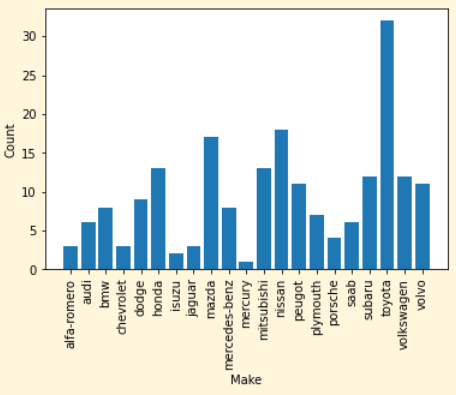 30
25
20
15
10
5
0
Count
alfa-romero
audi
bmw
chevrolet
dodge
honda
isuzu
jaguar
mazda
mercedes-benz
mercury
mitsubishi
nissan
peugot
plymouth
porsche
saab
subaru
toyota
volkswagen
volvo
Make